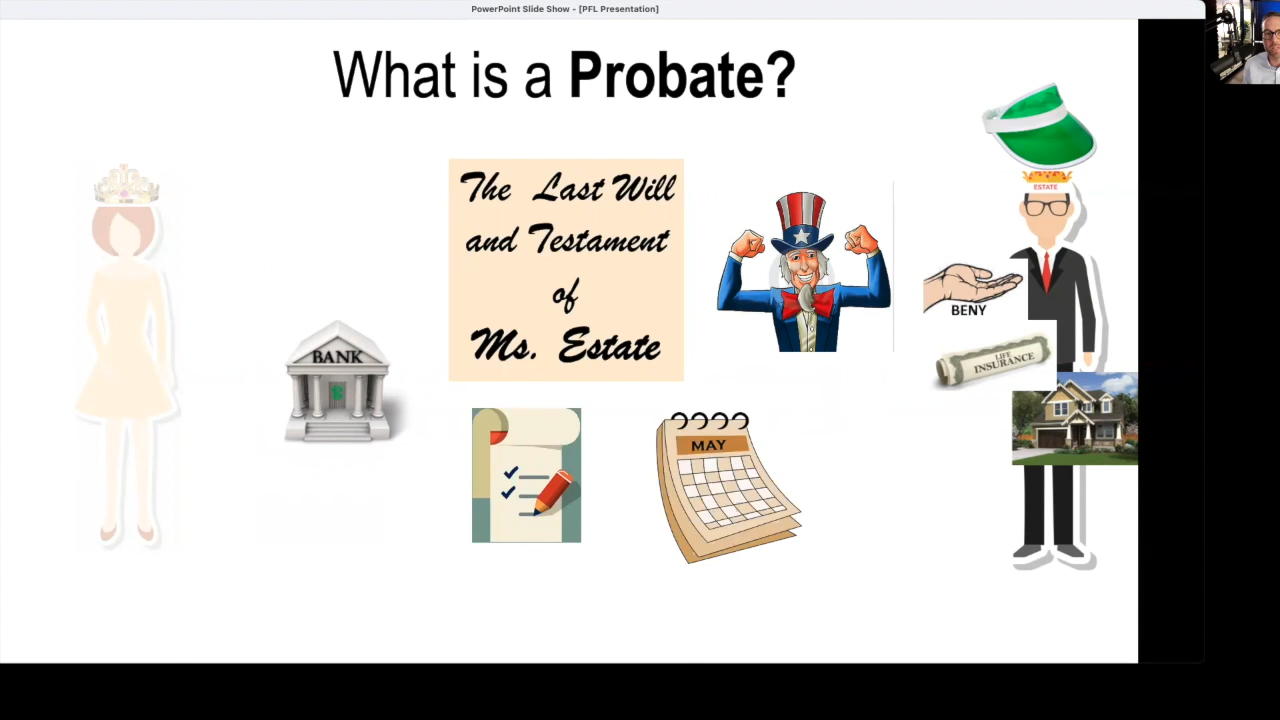 PowerPoint Slide Show - [PFL Presentation]
What is a Probate?
The Last Will
and Testament
of
Ms. Estate
BANK
MAY
ESTATE
BENY
LIFE
INSURANCE